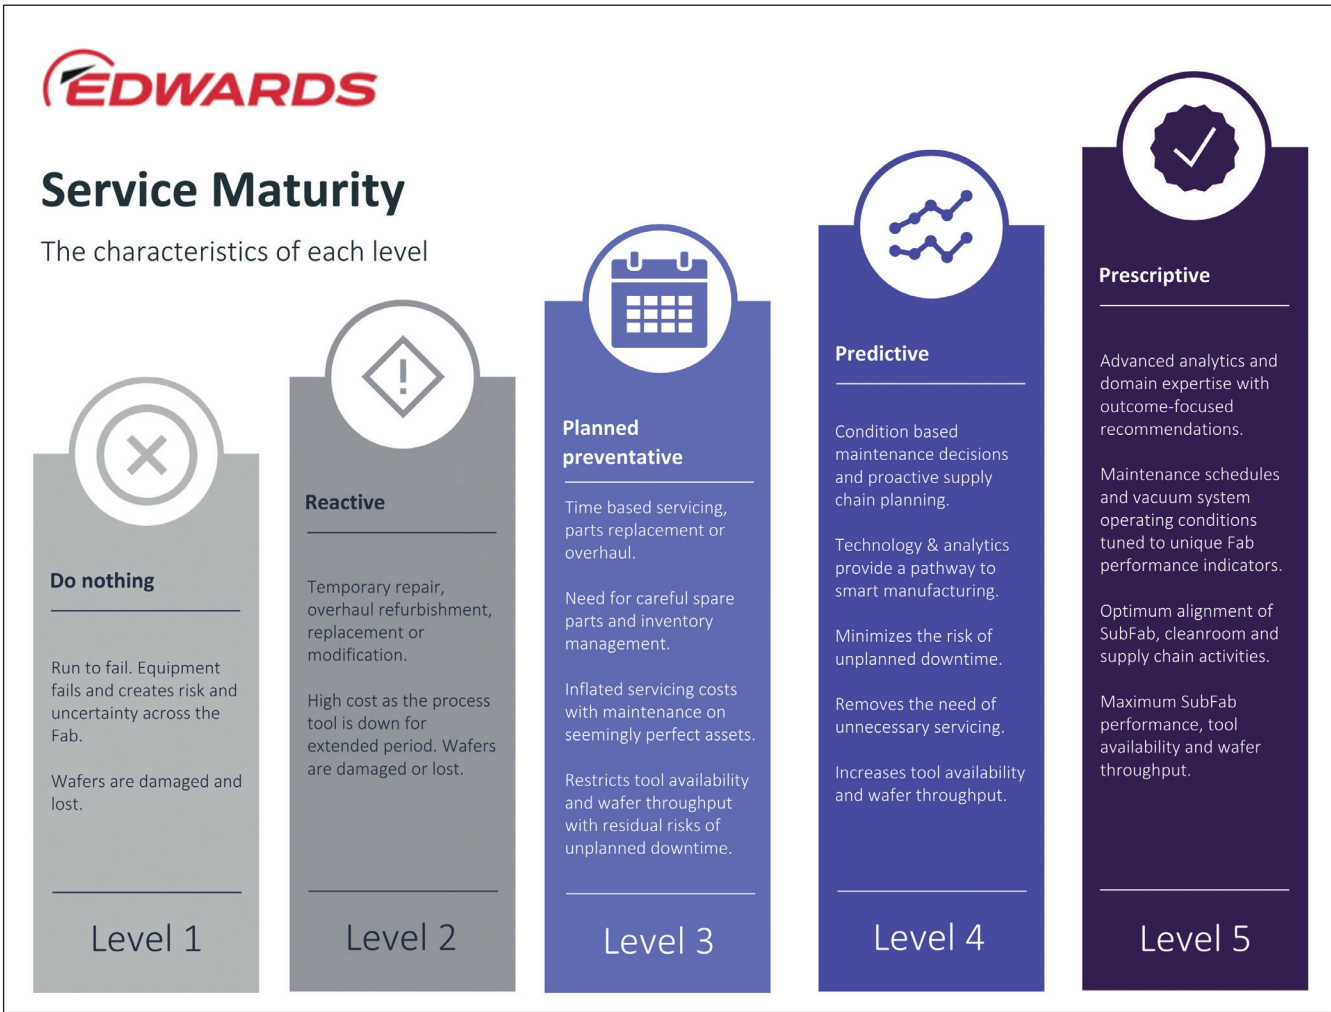 EDWARDS
Service Maturity
The characteristics of each level
Do nothing
Run to fail. Equipment
fails and creates risk and
uncertainty across the
Fab.
Wafers are damaged and
lost.
Level 1
Reactive
Temporary repair,
overhaul refurbishment,
replacement or
modification.
High cost as the process
tool is down for
extended period. Wafers
are damaged or lost.
Level 2
Planned
preventative
Time based servicing,
parts replacement or
overhaul.
Need for careful spare
parts and inventory
management.
Inflated servicing costs
with maintenance on
seemingly perfect assets.
Restricts tool availability
and wafer throughput
with residual risks of
unplanned downtime.
Level 3
Predictive
Condition based
maintenance decisions
and proactive supply
chain planning.
Technology & analytics
provide a pathway to
smart manufacturing.
Minimizes the risk of
unplanned downtime.
Removes the need of
unnecessary servicing.
Increases tool availability
and wafer throughput.
Level 4
Prescriptive
Advanced analytics and
domain expertise with
outcome-focused
recommendations.
Maintenance schedules
and vacuum system
operating conditions
tuned to unique Fab
performance indicators.
Optimum alignment of
SubFab, cleanroom and
supply chain activities.
Maximum SubFab
performance, tool
availability and wafer
throughput.
Level 5